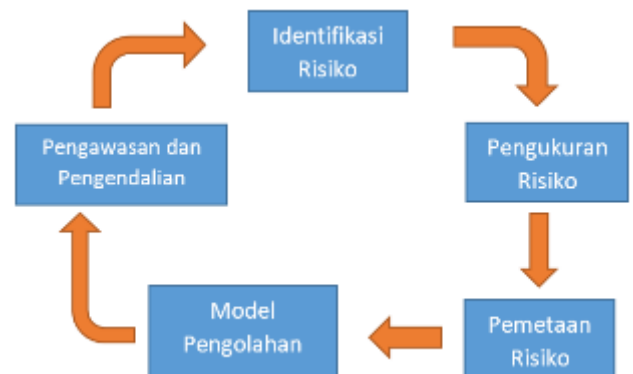 Identifikasi
Risiko
Pengukuran
Risiko
Pemetaan
Risiko
Model
Pengolahan
Pengawasan dan
Pengendalian